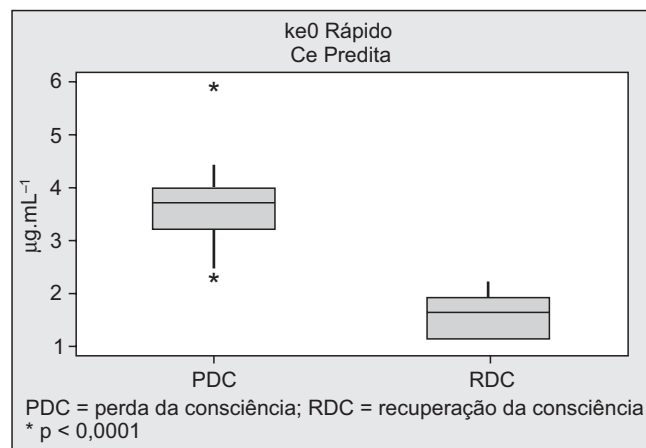 ke0 Rápido
Ce Predita
6
5
4
3
2
1
µg.mL⁻¹
*
*
PDC
RDC
PDC = perda da consciência; RDC = recuperação da consciência
* p < 0,0001